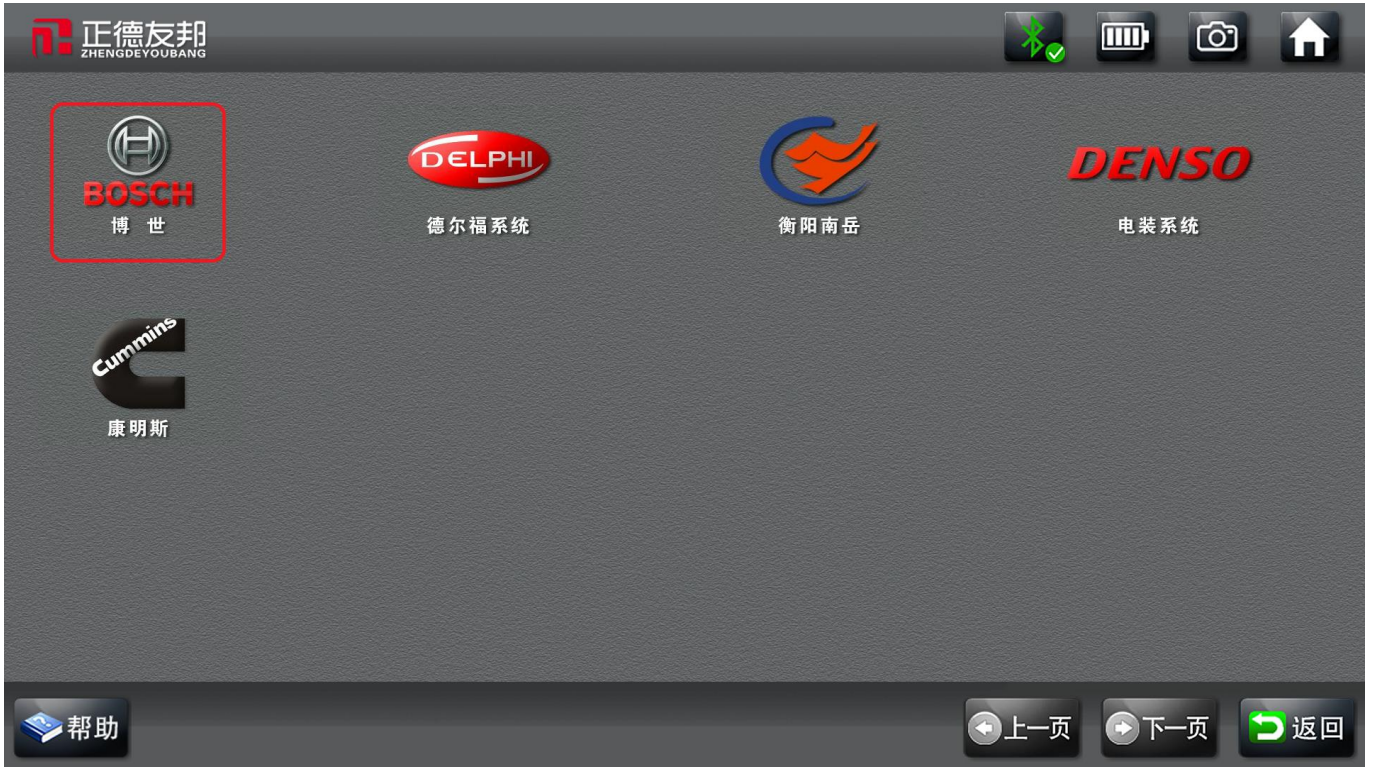 正德友邦
ZHENGDEYOUBANG
BOSCH
博世
DELPHI
德尔福系统
衡阳南岳
DENSO
电装系统
Cummins
康明斯
帮助
上一页
下一页
返回